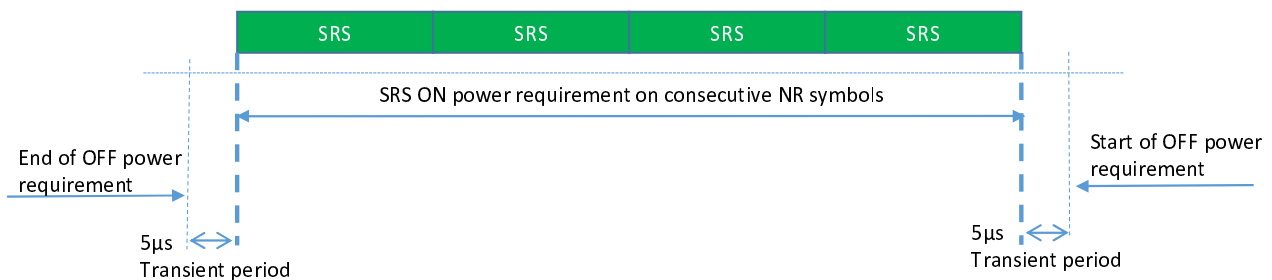 SRS SRS SRS SRS
SRS ON power requirement on consecutive NR symbols
End of OFF power
requirement
Start of OFF power
requirement
5µs
Transient period
5µs
Transient period